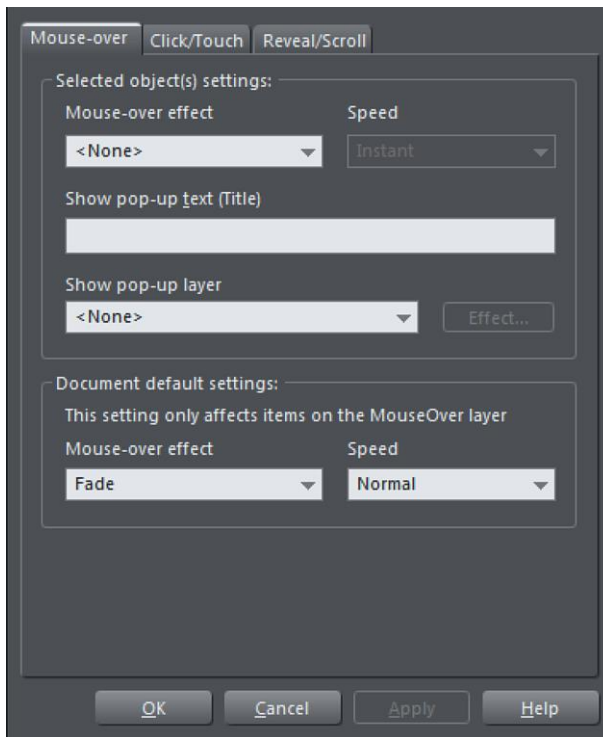 Mouse-over Click/Touch Reveal/Scroll
Selected object(s) settings:
Mouse-over effect Speed
<None> Instant
Show pop-up text (Title)
Show pop-up layer
<None> Effect...
Document default settings:
This setting only affects items on the MouseOver layer
Mouse-over effect Speed
Fade Normal
OK Cancel Apply Help